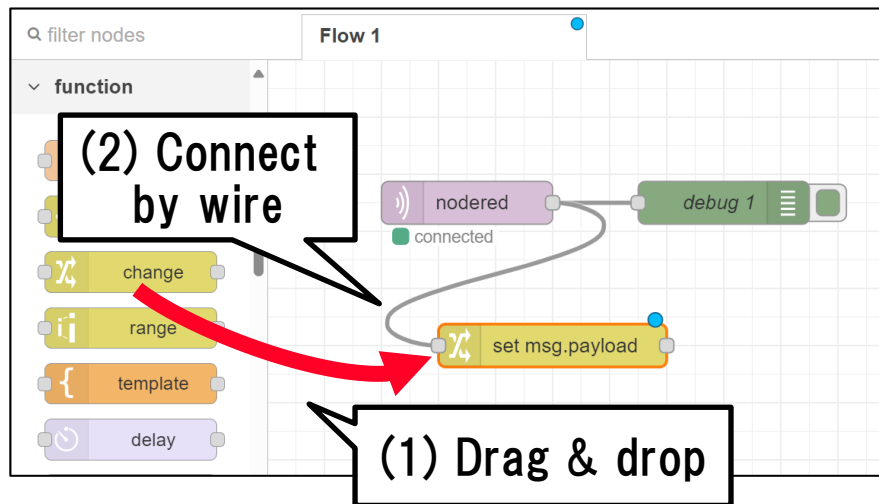 filter nodes
Flow 1
function
(2) Connect
by wire
nodered
debug 1
connected
change
range
set msg.payload
template
delay
(1) Drag & drop